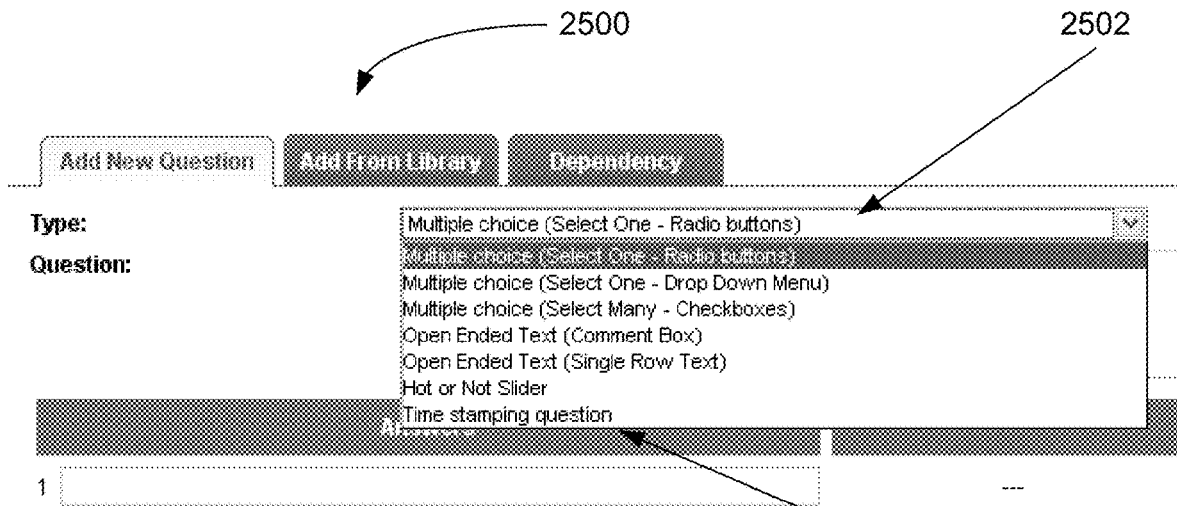 2500 2502
Add New Question Add From Library Dependency
Type: Multiple choice (Select One - Radio buttons)
Question: Multiple choice (Select One - Radio buttons)
Multiple choice (Select One - Drop Down Menu)
Multiple choice (Select Many - Checkboxes)
Open Ended Text (Comment Box)
Open Ended Text (Single Row Text)
Hot or Not Slider
Time stamping question
1 ---